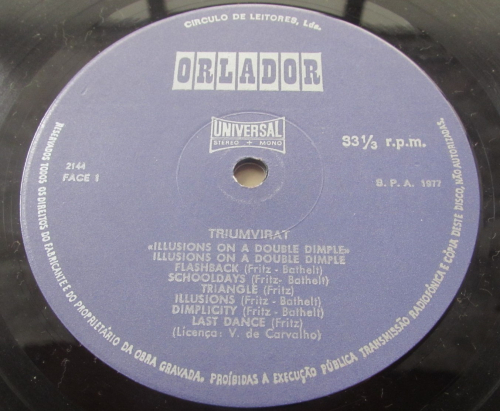 CÍRCULO DE LEITORES, Lda.
ORLADOR
UNIVERSAL
STEREO + MONO
33 1/3 r.p.m.
2144
FACE 1
S. P. A. 1977
TRIUMVIRAT
«ILLUSIONS ON A DOUBLE DIMPLE»
ILLUSIONS ON A DOUBLE DIMPLE
FLASHBACK (Fritz - Bathelt)
SCHOOLDAYS (Fritz - Bathelt)
TRIANGLE (Fritz)
ILLUSIONS (Fritz - Bathelt)
DIMPLICITY (Fritz - Bathelt)
LAST DANCE (Fritz)
(Licença: V. de Carvalho)
RESERVADOS TODOS OS DIREITOS DO FABRICANTE E DO PROPRIETÁRIO DA OBRA GRAVADA. PROIBIDAS A EXECUÇÃO PÚBLICA TRANSMISSÃO RADIOFÓNICA E CÓPIA DESTE DISCO, NÃO AUTORIZADAS.